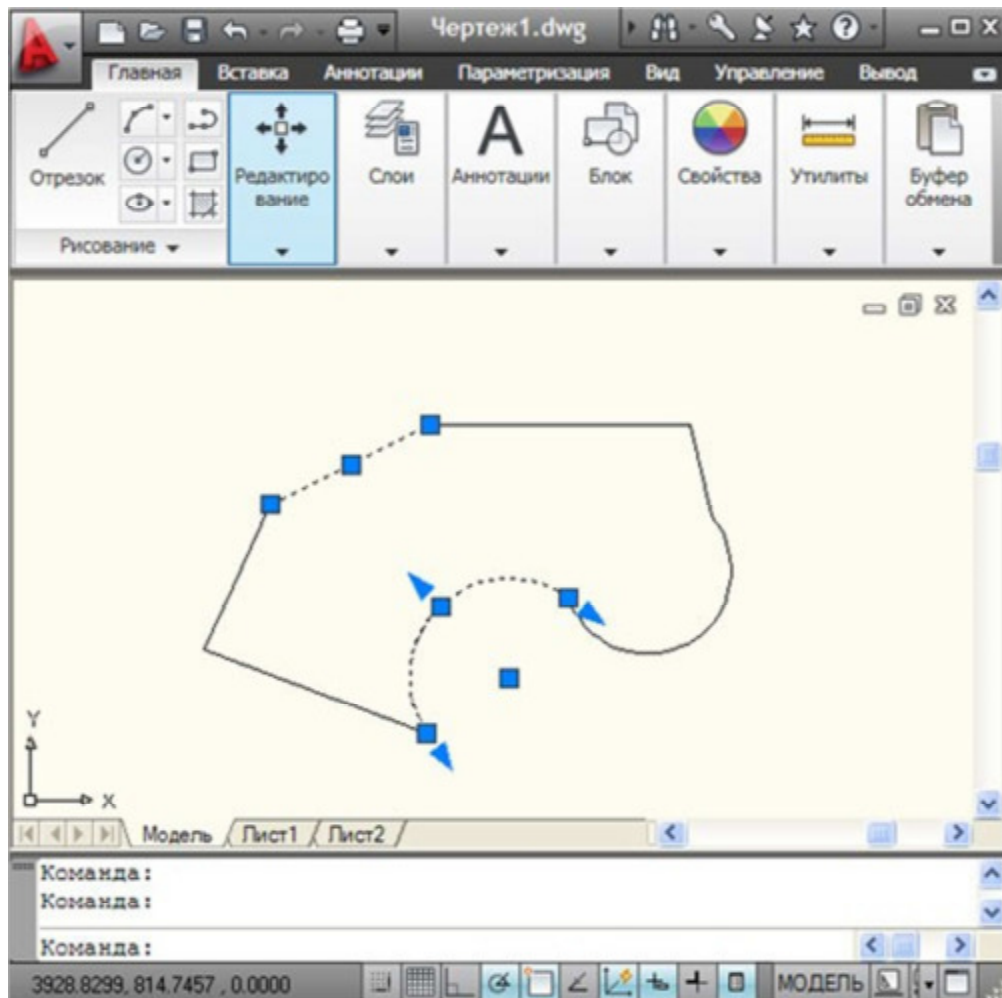 Чертеж1.dwg
Главная Вставка Аннотации Параметризация Вид Управление Вывод
Отрезок
Редактиро
вание
Слои
Аннотации
Блок
Свойства
Утилиты
Буфер
обмена
Рисование
Y
X
Модель Лист1 Лист2
Команда:
Команда:
Команда:
3928.8299, 814.7457 , 0.0000 МОДЕЛЬ